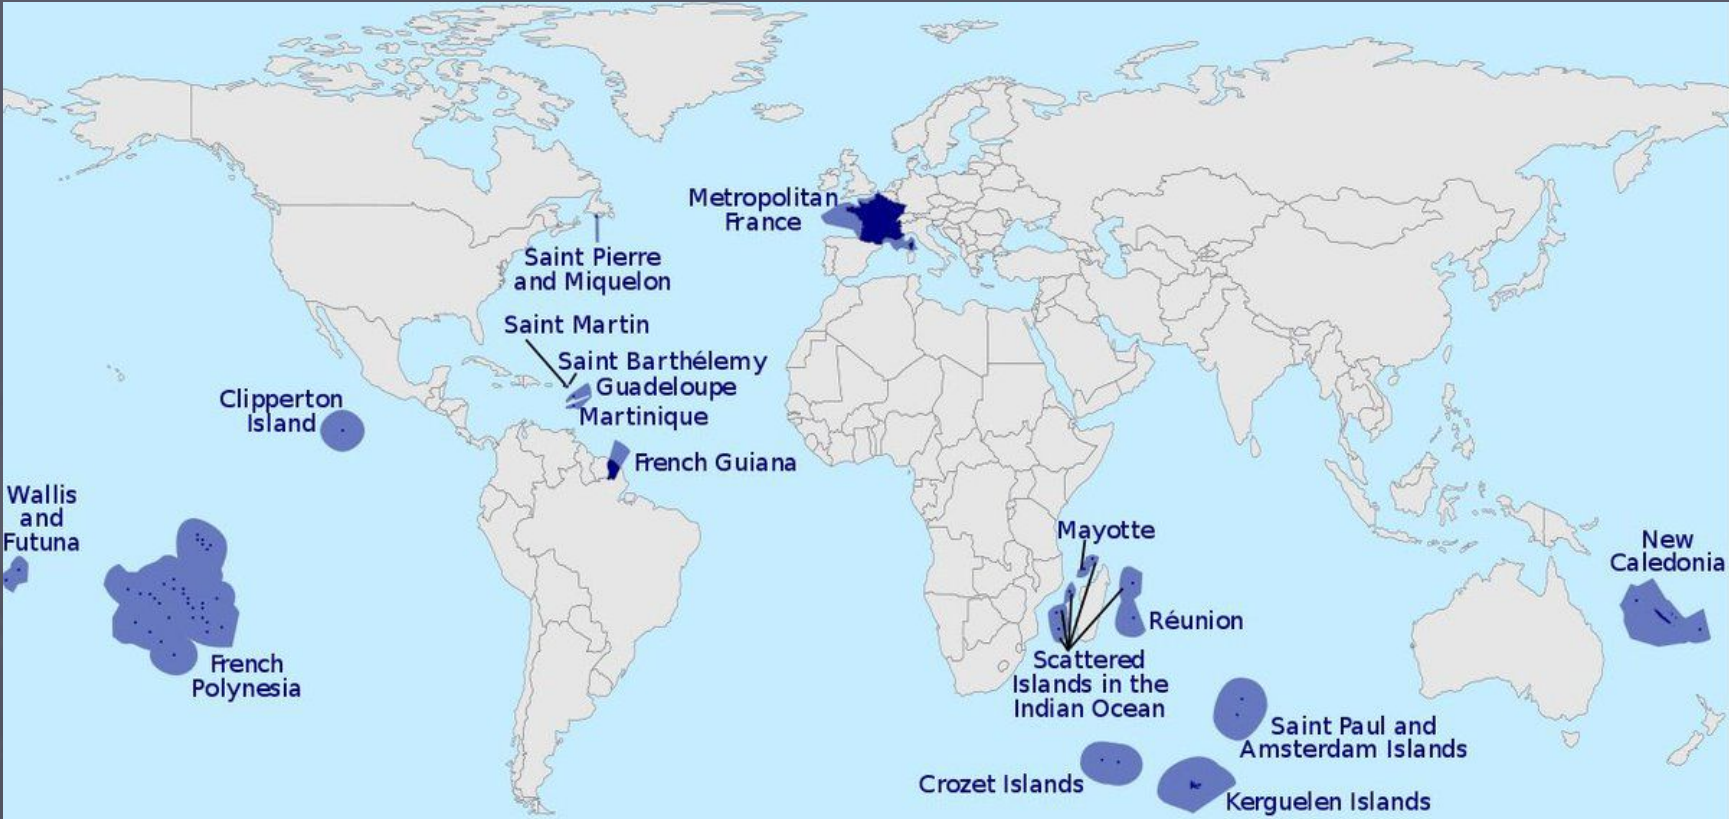 Metropolitan
France
Saint Pierre
and Miquelon
Saint Martin
Saint Barthélemy
Guadeloupe
Martinique
Clipperton
Island
French Guiana
Wallis
and
Futuna
French
Polynesia
Mayotte
Réunion
Scattered
Islands in the
Indian Ocean
New
Caledonia
Saint Paul and
Amsterdam Islands
Crozet Islands
Kerguelen Islands